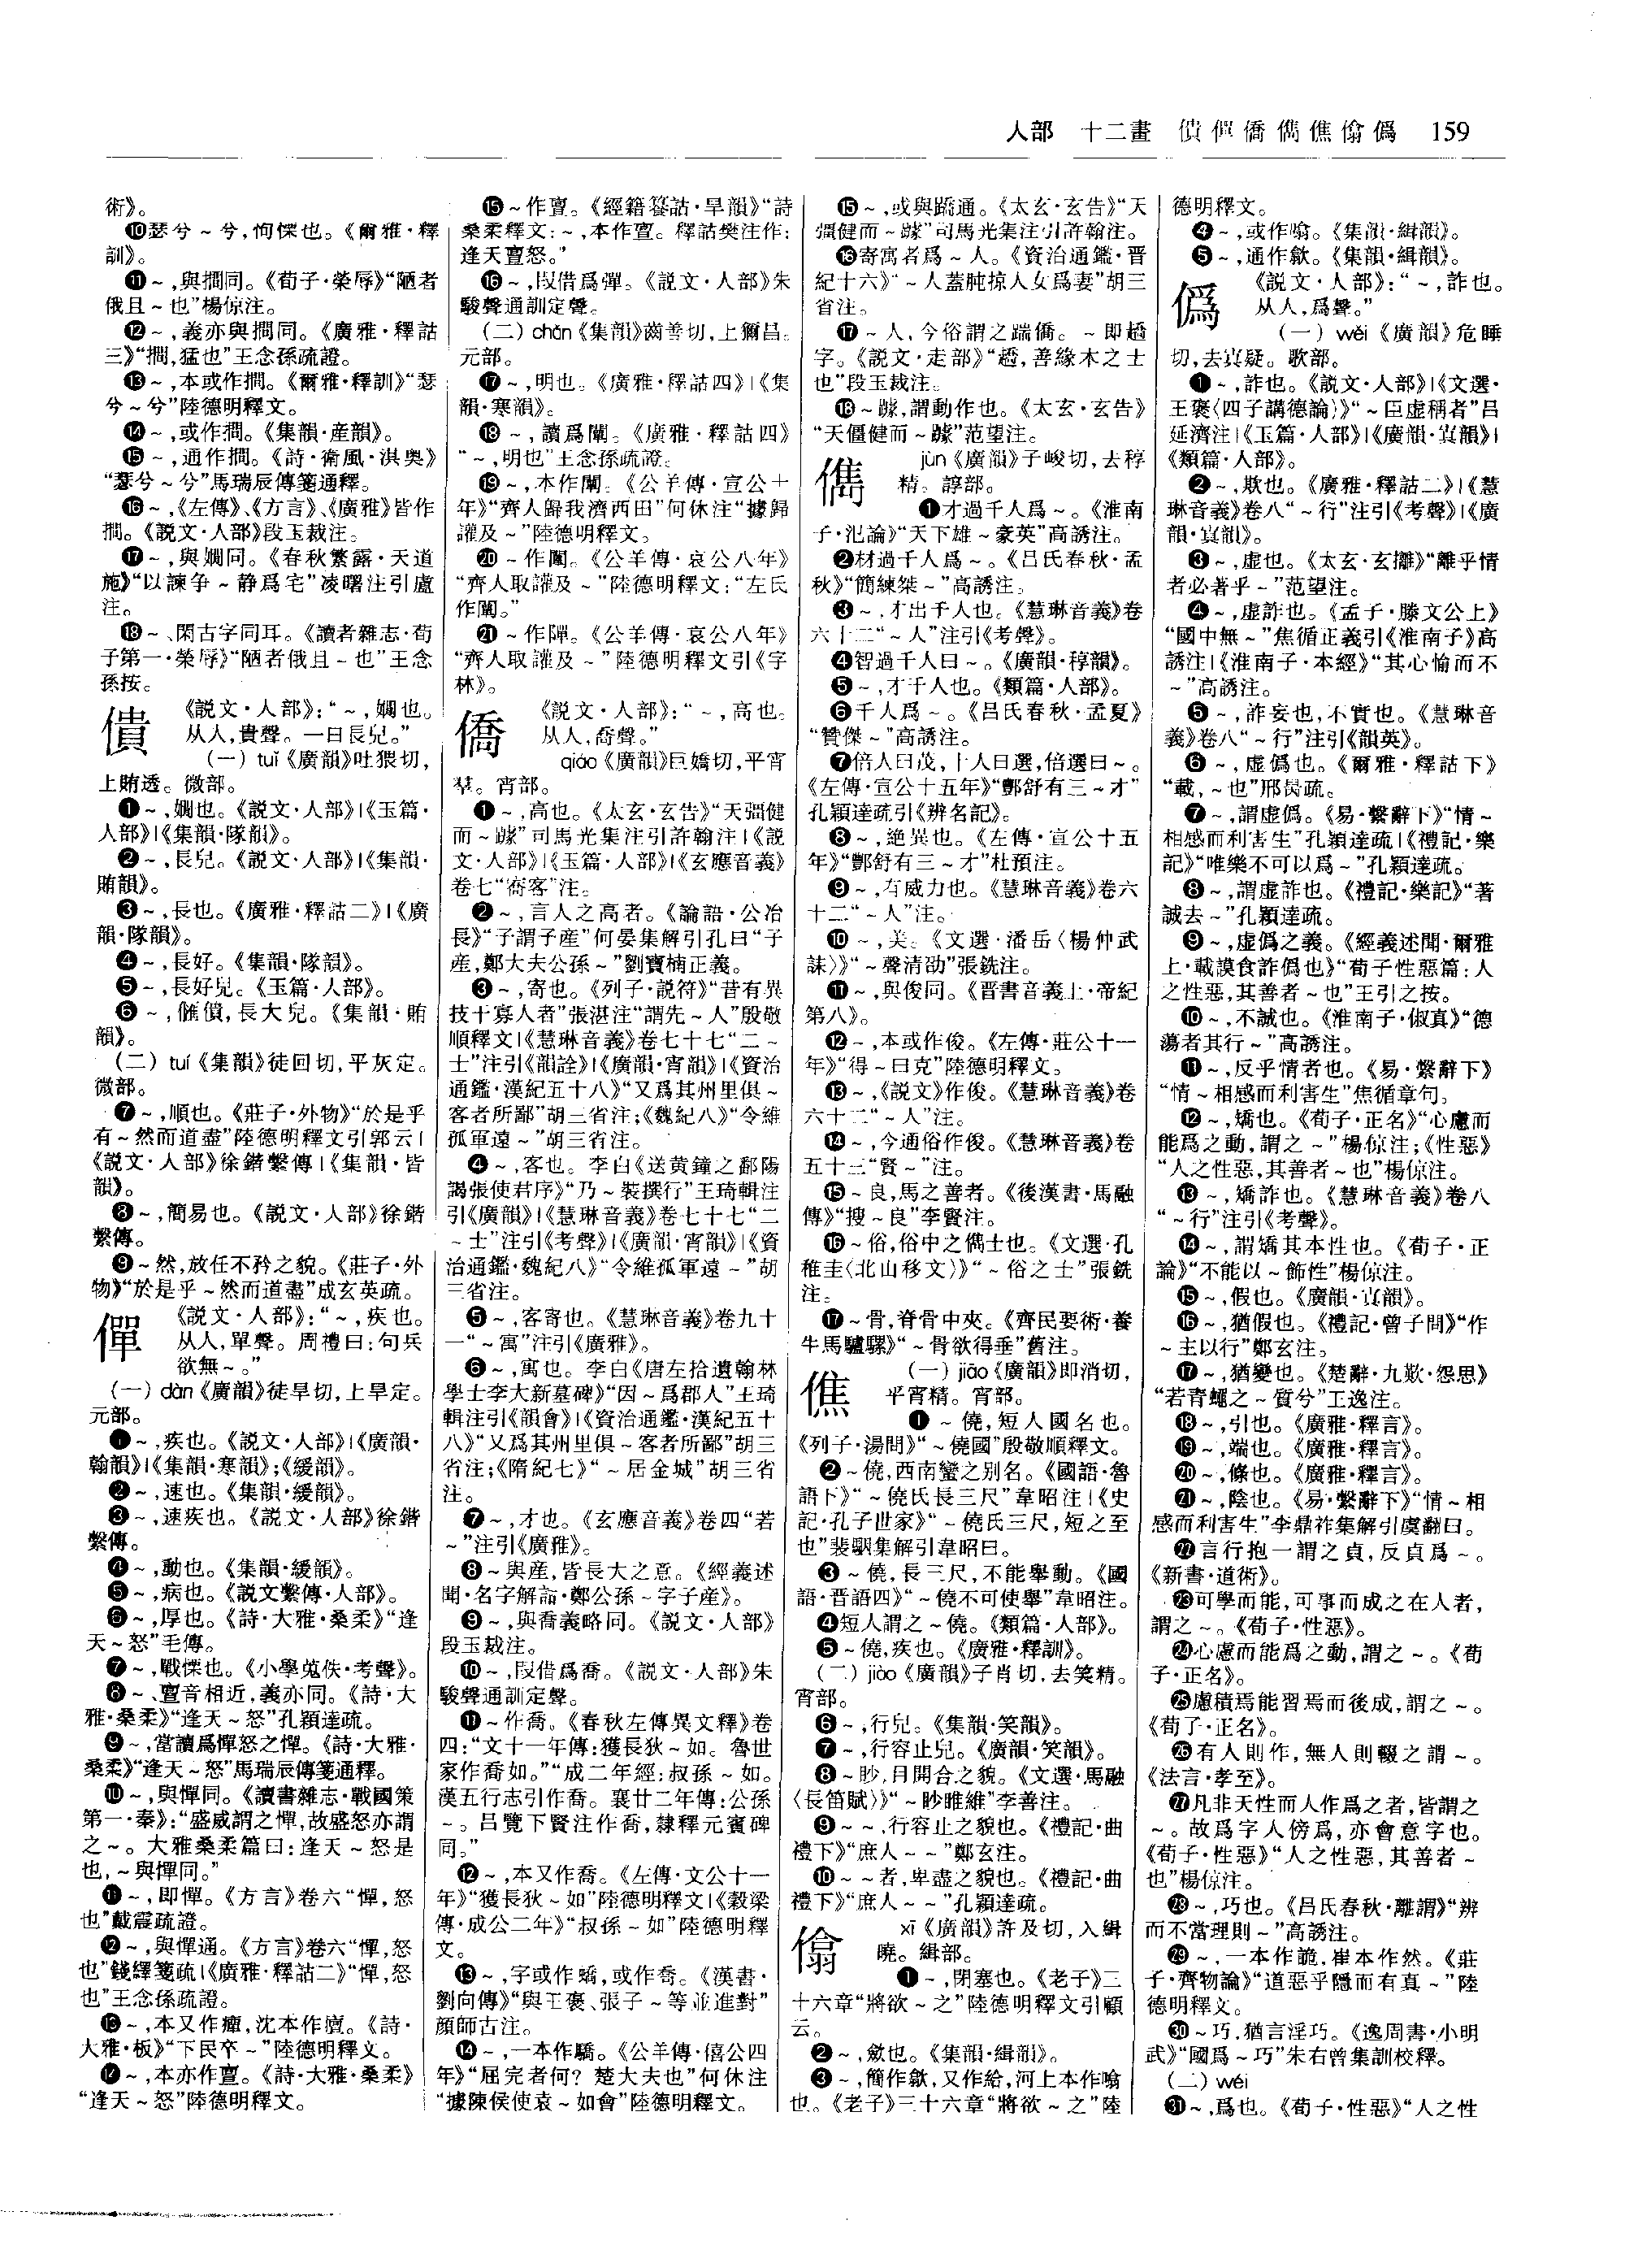 人部 十二畫 僓僤僑儁僬僋僞 159
術》。
❿瑟兮～兮,恂慄也。《爾雅·釋
訓》。
⓫～,與撊同。《荀子·榮辱》“陋者
俄且～也”楊倞注。
⓬～,義亦與撊同。《廣雅·釋詁
三》“撊,猛也”王念孫疏證。
⓭～,本或作撊。《爾雅·釋訓》“瑟
兮～兮”陸德明釋文。
⓮～,或作撊。《集韻·産韻》。
⓯～,通作撊。《詩·衛風·淇奥》
“瑟兮～兮”馬瑞辰傳箋通釋。
⓰～,《左傳》、《方言》、《廣雅》皆作
撊。《説文·人部》段玉裁注。
⓱～,與嫺同。《春秋繁露·天道
施》“以諫争～静爲宅”凌曙注引盧
注。
⓲～、閑古字同耳。《讀者雜志·荀
子第一·榮辱》“陋者俄且～也”王念
孫按。
僓
《説文·人部》:“～,嫺也。
从人,貴聲。一曰長皃。”
(一)tuǐ《廣韻》吐猥切,
上賄透。微部。
❶～,嫺也。《説文·人部》|《玉篇·
人部》|《集韻·隊韻》。
❷～,長皃。《説文·人部》|《集韻·
賄韻》。
❸～,長也。《廣雅·釋詁二》|《廣
韻·隊韻》。
❹～,長好。《集韻·隊韻》。
❺～,長好皃。《玉篇·人部》。
❻～,傕僓,長大皃。《集韻·賄
韻》。
(二)tuí《集韻》徒回切,平灰定。
微部。
❼～,順也。《莊子·外物》“於是乎
有～然而道盡”陸德明釋文引郭云|
《説文·人部》徐鍇繫傳|《集韻·皆
韻》。
❽～,簡易也。《説文·人部》徐鍇
繫傳。
❾～然,放任不矜之貌。《莊子·外
物》“於是乎～然而道盡”成玄英疏。
僤
《説文·人部》:“～,疾也。
从人,單聲。周禮曰:句兵
欲無～。”
(一)dàn《廣韻》徒旱切,上旱定。
元部。
❶～,疾也。《説文·人部》|《廣韻·
翰韻》|《集韻·寒韻》;《緩韻》。
❷～,速也。《集韻·緩韻》。
❸～,速疾也。《説文·人部》徐鍇
繫傳。
❹～,動也。《集韻·緩韻》。
❺～,病也。《説文繫傳·人部》。
❻～,厚也。《詩·大雅·桑柔》“逢
天～怒”毛傳。
❼～,戰慄也。《小學蒐佚·考聲》。
❽～、亶音相近,義亦同。《詩·大
雅·桑柔》“逢天～怒”孔穎達疏。
❾～,當讀爲憚怒之憚。《詩·大雅·
桑柔》“逢天～怒”馬瑞辰傳箋通釋。
❿～,與憚同。《讀書雜志·戰國策
第一·秦》:“盛威謂之憚,故盛怒亦謂
之～。大雅桑柔篇曰:逢天～怒是
也,～與憚同。”
⓫～,即憚。《方言》卷六“憚,怒
也”戴震疏證。
⓬～,與憚通。《方言》卷六“憚,怒
也”錢繹箋疏|《廣雅·釋詁二》“憚,怒
也”王念孫疏證。
⓭～,本又作癉,沈本作癉。《詩·
大雅·板》“下民卒～”陸德明釋文。
⓮～,本亦作亶。《詩·大雅·桑柔》
“逢天～怒”陸德明釋文。
⓯～作亶。《經籍籑詁·旱韻》“詩
桑柔釋文:～,本作亶。釋詁樊注作:
逢天亶怒。”
⓰～,叚借爲彈。《説文·人部》朱
駿聲通訓定聲。
(二)chǎn《集韻》齒善切,上獮昌。
元部。
⓱～,明也。《廣雅·釋詁四》|《集
韻·寒韻》。
⓲～,讀爲闡。《廣雅·釋詁四》
“～,明也”王念孫疏證。
⓳～,本作闡。《公羊傳·宣公十
年》“齊人歸我濟西田”何休注“據歸
讙及～”陸德明釋文。
⓴～作闡。《公羊傳·哀公八年》
“齊人取讙及～”陸德明釋文:“左氏
作闡。”
㉑～作僤。《公羊傳·哀公八年》
“齊人取讙及～”陸德明釋文引《字
林》。
僑
《説文·人部》:“～,高也。
从人,喬聲。”
qiáo《廣韻》巨嬌切,平宵
羣。宵部。
❶～,高也。《太玄·玄告》“天彊健
而～躆”司馬光集注引許翰注|《説
文·人部》|《玉篇·人部》|《玄應音義》
卷七“僑客”注。
❷～,言人之高者。《論語·公冶
長》“子謂子産”何晏集解引孔曰“子
産,鄭大夫公孫～”劉寶楠正義。
❸～,寄也。《列子·説符》“昔有異
技干寡人者”張湛注“謂先～人”殷敬
順釋文|《慧琳音義》卷七十七“二～
士”注引《韻詮》|《廣韻·宵韻》|《資治
通鑑·漢紀五十八》“又爲其州里俱～
客者所鄙”胡三省注;《魏紀八》“令維
孤軍遠～”胡三省注。
❹～,客也。李白《送黄鐘之鄱陽
謁張使君序》“乃～裝撰行”王琦輯注
引《廣韻》|《慧琳音義》卷七十七“二
～士”注引《考聲》|《廣韻·宵韻》|《資
治通鑑·魏紀八》“令維孤軍遠～”胡
三省注。
❺～,客寄也。《慧琳音義》卷九十
一“～寓”注引《廣雅》。
❻～,寓也。李白《唐左拾遺翰林
學士李大新墓碑》“因～爲郡人”王琦
輯注引《韻會》|《資治通鑑·漢紀五十
八》“又爲其州里俱～客者所鄙”胡三
省注;《隋紀七》“～居金城”胡三省
注。
❼～,才也。《玄應音義》卷四“若
～”注引《廣雅》。
❽～與産,皆長大之意。《經義述
聞·名字解詁·鄭公孫～字子産》。
❾～,與喬義略同。《説文·人部》
段玉裁注。
❿～,叚借爲喬。《説文·人部》朱
駿聲通訓定聲。
⓫～作喬。《春秋左傳異文釋》卷
四:“文十一年傳:獲長狄～如。魯世
家作喬如。”“成二年經:叔孫～如。
漢五行志引作喬。襄廿二年傳:公孫
～。吕覽下賢注作喬,隸釋元賓碑
同。”
⓬～,本又作喬。《左傳·文公十一
年》“獲長狄～如”陸德明釋文|《穀梁
傳·成公二年》“叔孫～如”陸德明釋
文。
⓭～,字或作蟜,或作喬。《漢書·
劉向傳》“與王褒、張子～等並進對”
顔師古注。
⓮～,一本作驕。《公羊傳·僖公四
年》“屈完者何?楚大夫也”何休注
“據陳侯使袁～如會”陸德明釋文。
⓯～,或與蹻通。《太玄·玄告》“天
彊健而～躆”司馬光集注引許翰注。
⓰寄寓者爲～人。《資治通鑑·晋
紀十六》“～人蓋肫掠人女爲妻”胡三
省注。
⓱～人,今俗謂之踹僑。～即趫
字。《説文·走部》“趫,善緣木之士
也”段玉裁注。
⓲～躆,謂動作也。《太玄·玄告》
“天僵健而～躆”范望注。
儁
jùn《廣韻》子峻切,去稕
精。諄部。
❶才過千人爲～。《淮南
子·氾論》“天下雄～豪英”高誘注。
❷材過千人爲～。《吕氏春秋·孟
秋》“簡練桀～”高誘注。
❸～,才出千人也。《慧琳音義》卷
六十二“～人”注引《考聲》。
❹智過千人曰～。《廣韻·稕韻》。
❺～,才千人也。《類篇·人部》。
❻千人爲～。《吕氏春秋·孟夏》
“贊傑～”高誘注。
❼倍人曰茂,十人曰選,倍選曰～。
《左傳·宣公十五年》“鄷舒有三～才”
孔穎達疏引《辨名記》。
❽～,絶異也。《左傳·宣公十五
年》“鄷舒有三～才”杜預注。
❾～,有威力也。《慧琳音義》卷六
十二“～人”注。
❿～,美。《文選·潘岳〈楊仲武
誄〉》“～聲清劭”張銑注。
⓫～,與俊同。《晋書音義上·帝紀
第八》。
⓬～,本或作俊。《左傳·莊公十一
年》“得～曰克”陸德明釋文。
⓭～,《説文》作俊。《慧琳音義》卷
六十二“～人”注。
⓮～,今通俗作俊。《慧琳音義》卷
五十三“賢～”注。
⓯～良,馬之善者。《後漢書·馬融
傳》“搜～良”李賢注。
⓰～俗,俗中之儁士也。《文選·孔
稚圭〈北山移文〉》“～俗之士”張銑
注。
⓱～骨,脊骨中夾。《齊民要術·養
牛馬驢騾》“～骨欲得垂”舊注。
僬
(一)jiāo《廣韻》即消切,
平宵精。宵部。
❶～僥,短人國名也。
《列子·湯問》“～僥國”殷敬順釋文。
❷～僥,西南蠻之别名。《國語·魯
語下》“～僥氏長三尺”韋昭注|《史
記·孔子世家》“～僥氏三尺,短之至
也”裴駰集解引韋昭曰。
❸～僥,長三尺,不能舉動。《國
語·晋語四》“～僥不可使舉”韋昭注。
❹短人謂之～僥。《類篇·人部》。
❺～僥,疾也。《廣雅·釋訓》。
(二)jiào《廣韻》子肖切,去笑精。
宵部。
❻～,行皃。《集韻·笑韻》。
❼～,行容止皃。《廣韻·笑韻》。
❽～眇,目開合之貌。《文選·馬融
〈長笛賦〉》“～眇睢維”李善注。
❾～～,行容止之貌也。《禮記·曲
禮下》“庶人～～”鄭玄注。
❿～～者,卑盡之貌也。《禮記·曲
禮下》“庶人～～”孔穎達疏。
xī《廣韻》許及切,入緝
曉。緝部。
❶～,閉塞也。《老子》三
十六章“將欲～之”陸德明釋文引顧
云。
❷～,斂也。《集韻·緝韻》。
❸～,簡作歙,又作給,河上本作噏
也。《老子》三十六章“將欲～之”陸
德明釋文。
❹～,或作噏。《集韻·緝韻》。
❺～,通作歙。《集韻·緝韻》。
僞
《説文·人部》:“～,詐也。
从人,爲聲。”
(一)wěi《廣韻》危睡
切,去寘疑。歌部。
❶～,詐也。《説文·人部》|《文選·
王褒〈四子講德論〉》“～臣虚稱者”吕
延濟注|《玉篇·人部》|《廣韻·寘韻》|
《類篇·人部》。
❷～,欺也。《廣雅·釋詁二》|《慧
琳音義》卷八“～行”注引《考聲》|《廣
韻·寘韻》。
❸～,虚也。《太玄·玄攡》“離乎情
者必著乎～”范望注。
❹～,虚詐也。《孟子·滕文公上》
“國中無～”焦循正義引《淮南子》高
誘注|《淮南子·本經》“其心愉而不
～”高誘注。
❺～,詐妄也,不實也。《慧琳音
義》卷八“～行”注引《韻英》。
❻～,虚僞也。《爾雅·釋詁下》
“載,～也”邢昺疏。
❼～,謂虚僞。《易·繫辭下》“情～
相感而利害生”孔穎達疏|《禮記·樂
記》“唯樂不可以爲～”孔穎達疏。
❽～,謂虚詐也。《禮記·樂記》“著
誠去～”孔穎達疏。
❾～,虚僞之義。《經義述聞·爾雅
上·載謨食詐僞也》“荀子性惡篇:人
之性惡,其善者～也”王引之按。
❿～,不誠也。《淮南子·俶真》“德
蕩者其行～”高誘注。
⓫～,反乎情者也。《易·繫辭下》
“情～相感而利害生”焦循章句。
⓬～,矯也。《荀子·正名》“心慮而
能爲之動,謂之～”楊倞注;《性惡》
“人之性惡,其善者～也”楊倞注。
⓭～,矯詐也。《慧琳音義》卷八
“～行”注引《考聲》。
⓮～,謂矯其本性也。《荀子·正
論》“不能以～飾性”楊倞注。
⓯～,假也。《廣韻·寘韻》。
⓰～,猶假也。《禮記·曾子問》“作
～主以行”鄭玄注。
⓱～,猶變也。《楚辭·九歎·怨思》
“若青蠅之～質兮”王逸注。
⓲～,引也。《廣雅·釋言》。
⓳～,端也。《廣雅·釋言》。
⓴～,條也。《廣雅·釋言》。
㉑～,陰也。《易·繫辭下》“情～相
感而利害生”李鼎祚集解引虞翻曰。
㉒言行抱一謂之貞,反貞爲～。
《新書·道術》。
㉓可學而能,可事而成之在人者,
謂之～。《荀子·性惡》。
㉔心慮而能爲之動,謂之～。《荀
子·正名》。
㉕慮積焉能習焉而後成,謂之～。
《荀子·正名》。
㉖有人則作,無人則輟之謂～。
《法言·孝至》。
㉗凡非天性而人作爲之者,皆謂之
～。故爲字人傍爲,亦會意字也。
《荀子·性惡》“人之性惡,其善者～
也”楊倞注。
㉘～,巧也。《吕氏春秋·離謂》“辨
而不當理則～”高誘注。
㉙～,一本作詭,崔本作然。《莊
子·齊物論》“道惡乎隱而有真～”陸
德明釋文。
㉚～巧,猶言淫巧。《逸周書·小明
武》“國爲～巧”朱右曾集訓校釋。
(二)wéi
㉛～,爲也。《荀子·性惡》“人之性